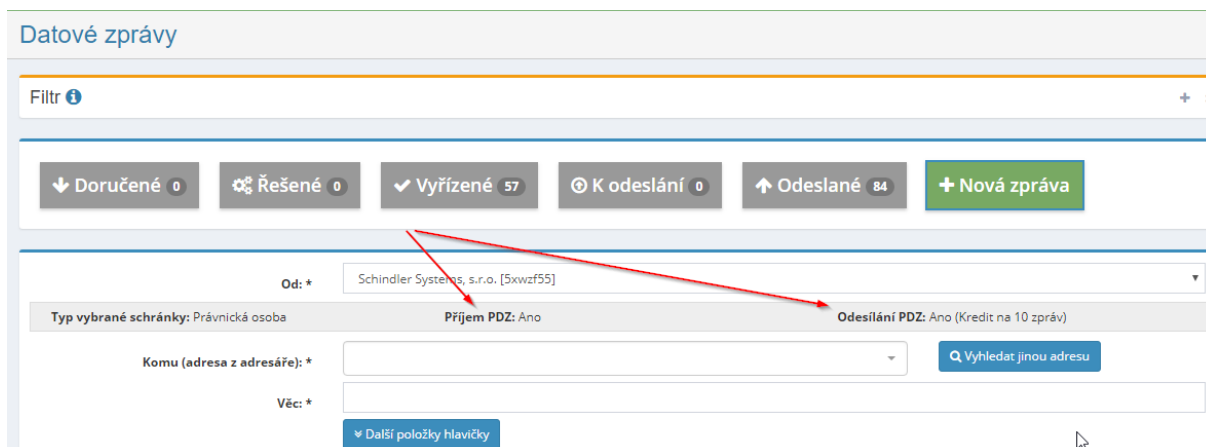 Datové zprávy
Filtr
Doručené 0 Řešené 0 Vyřízené 57 K odeslání 0 Odeslané 84 Nová zpráva
Od: * Schindler Systems, s.r.o. [5xwzf55]
Typ vybrané schránky: Právnická osoba Příjem PDZ: Ano Odesílání PDZ: Ano (Kredit na 10 zpráv)
Komu (adresa z adresáře): * Vyhledat jinou adresu
Věc: *
Další položky hlavičky